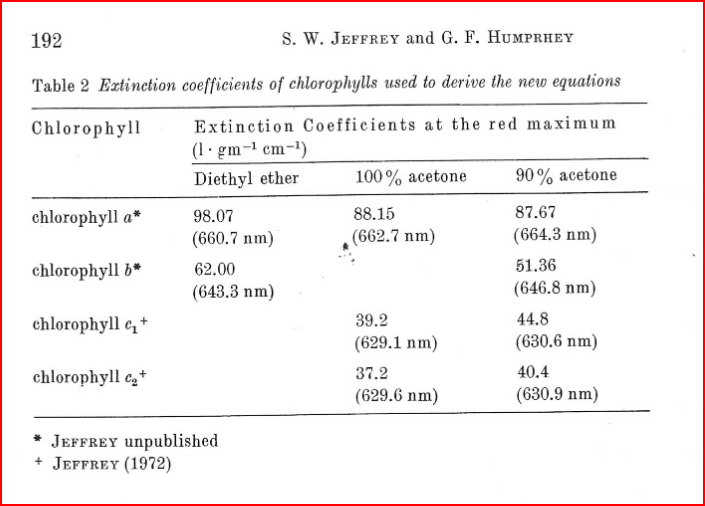 192 S. W. JEFFREY and G. F. HUMPRHEY
Table 2 Extinction coefficients of chlorophylls used to derive the new equations
Chlorophyll Extinction Coefficients at the red maximum
(l · gm⁻¹ cm⁻¹)
Diethyl ether 100% acetone 90% acetone
chlorophyll a* 98.07 88.15 87.67
(660.7 nm) (662.7 nm) (664.3 nm)
chlorophyll b* 62.00 51.36
(643.3 nm) (646.8 nm)
chlorophyll c₁⁺ 39.2 44.8
(629.1 nm) (630.6 nm)
chlorophyll c₂⁺ 37.2 40.4
(629.6 nm) (630.9 nm)
* JEFFREY unpublished
+ JEFFREY (1972)